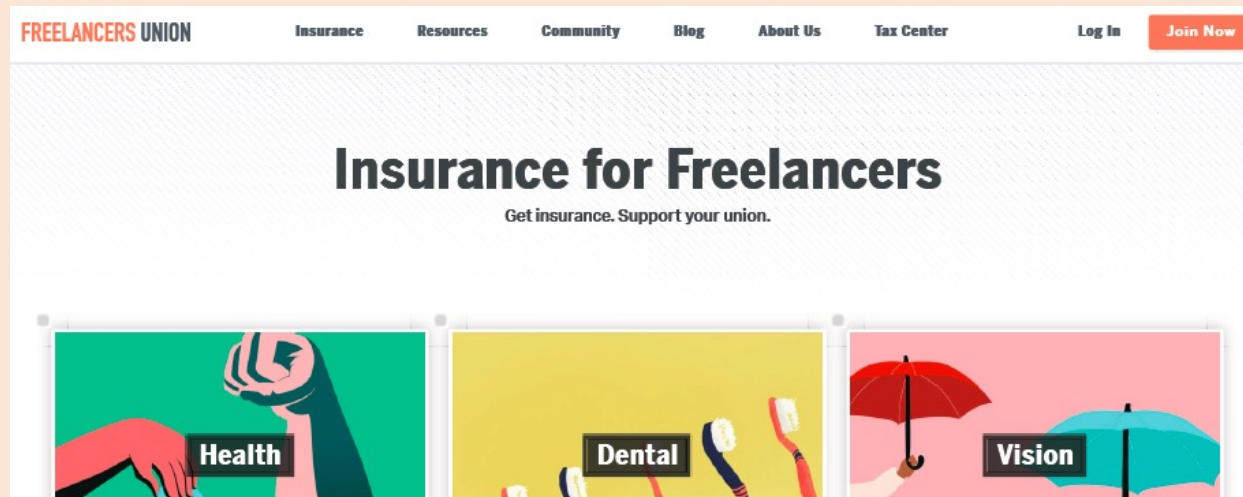 FREELANCERS UNION Insurance Resources Community Blog About Us Tax Center Log In Join Now
Insurance for Freelancers
Get insurance. Support your union.
Health Dental Vision